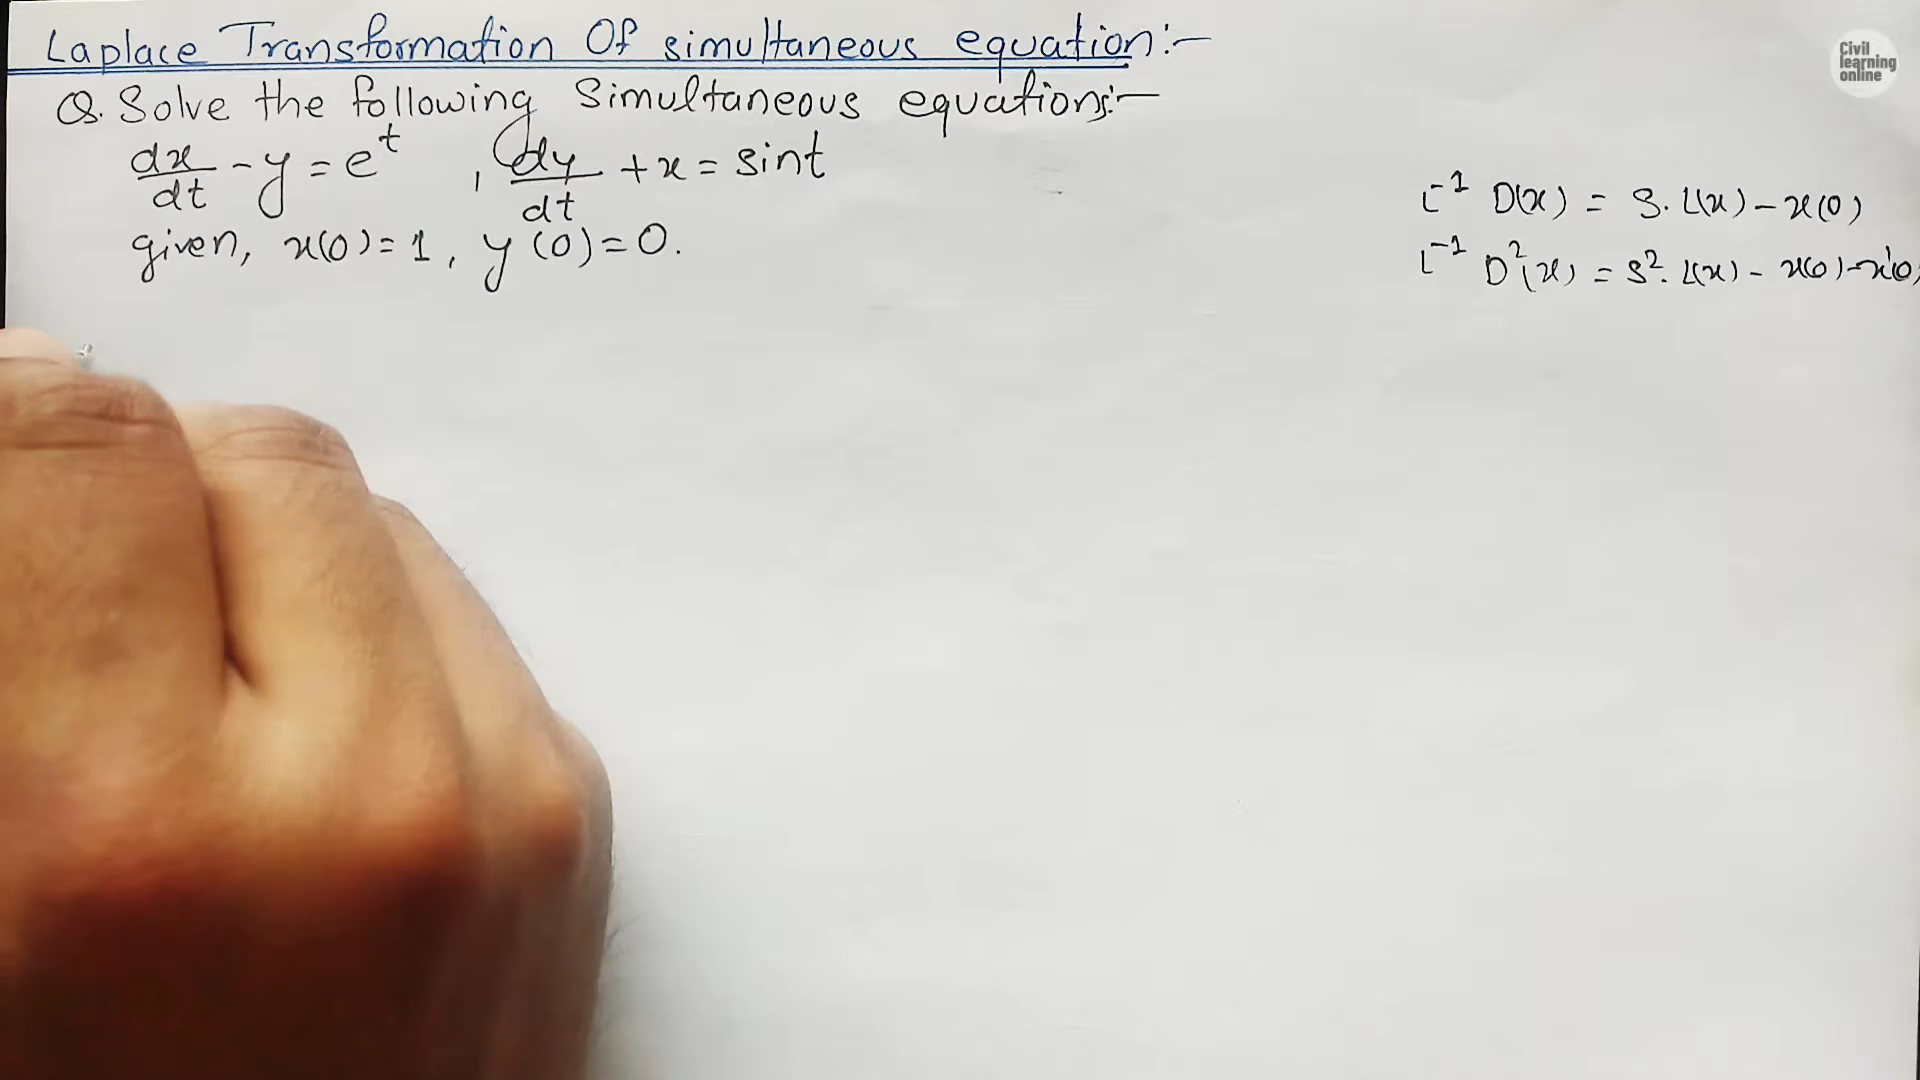 Laplace Transformation Of simultaneous equation:-
Q. Solve the following Simultaneous equations:-
dx/dt - y = e^t , dy/dt + x = sint
given, x(0)=1, y(0)=0.
L^-1 D(x) = S. L(x) - x(0)
L^-1 D^2(x) = S^2. L(x) - x(0) - x'(0)
Civil
learning
online